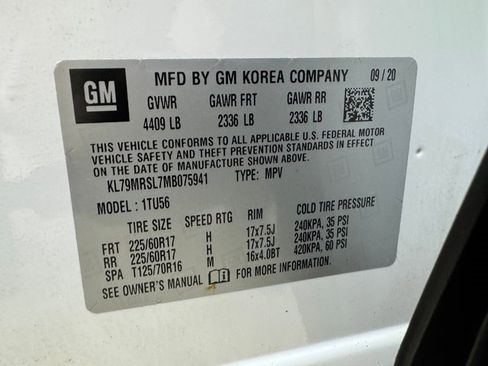 GM MFD BY GM KOREA COMPANY 09/20
GVWR GAWR FRT GAWR RR
4409 LB 2336 LB 2336 LB
THIS VEHICLE CONFORMS TO ALL APPLICABLE U.S. FEDERAL MOTOR
VEHICLE SAFETY AND THEFT PREVENTION STANDARDS IN EFFECT
ON THE DATE OF MANUFACTURE SHOWN ABOVE.
KL79MRSL7MB075941 TYPE: MPV
MODEL: 1TU56
TIRE SIZE SPEED RTG RIM COLD TIRE PRESSURE
FRT 225/60R17 H 17x7.5J 240KPA, 35 PSI
RR 225/60R17 H 17x7.5J 240KPA, 35 PSI
SPA T125/70R16 M 16x4.0BT 420KPA, 60 PSI
SEE OWNER'S MANUAL FOR MORE INFORMATION.